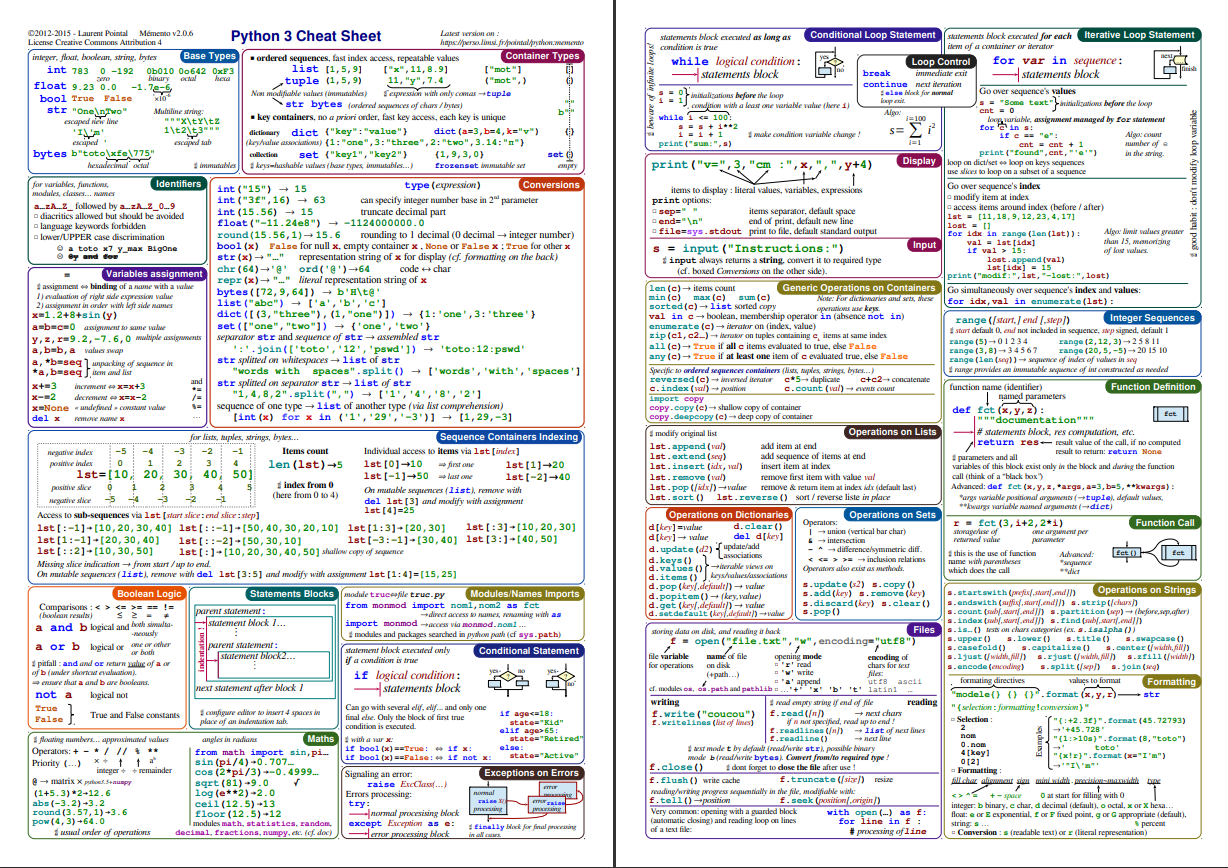 ©2012-2015 - Laurent Pointal Mémento v2.0.6
License Creative Commons Attribution 4
Python 3 Cheat Sheet
Latest version on :
https://perso.limsi.fr/pointal/python:memento
Base Types
integer, float, boolean, string, bytes
int 783 0 -192 0b010 0o642 0xF3
zero binary octal hexa
float 9.23 0.0 -1.7e-6
×10⁻⁶
bool True False
str "One\nTwo"
escaped new line
'I\'m'
escaped '
Multiline string:
"""X\tY\tZ
1\t2\t3"""
escaped tab
bytes b"toto\xfe\775"
hexadecimal octal
immutables
Container Types
▪ ordered sequences, fast index access, repeatable values
list [1,5,9] ["x",11,8.9] ["mot"] []
tuple (1,5,9) 11,"y",7.4 ("mot",) ()
Non modifiable values (immutables)
expression with only comas → tuple
str bytes (ordered sequences of chars / bytes)
""
b""
▪ key containers, no a priori order, fast key access, each key is unique
dictionary dict {"key":"value"} dict(a=3,b=4,k="v") {}
(key/value associations) {1:"one",3:"three",2:"two",3.14:"π"}
collection set {"key1","key2"} {1,9,3,0} set()
keys=hashable values (base types, immutables…)
frozenset immutable set
empty
Identifiers
for variables, functions,
modules, classes… names
a…zA…Z_ followed by a…zA…Z_0…9
▫ diacritics allowed but should be avoided
▫ language keywords forbidden
▫ lower/UPPER case discrimination
☺ a toto x7 y_max BigOne
☹ 8y and for
=
Variables assignment
assignment ⇔ binding of a name with a value
1) evaluation of right side expression value
2) assignment in order with left side names
x=1.2+8+sin(y)
a=b=c=0 assignment to same value
y,z,r=9.2,-7.6,0 multiple assignments
a,b=b,a values swap
a,*b=seq
*a,b=seq
unpacking of sequence in
item and list
x+=3 increment ⇔ x=x+3
x-=2 decrement ⇔ x=x-2
x=None « undefined » constant value
del x remove name x
and
*=
/=
%=
…
Conversions
type(expression)
int("15") → 15
int("3f",16) → 63 can specify integer number base in 2nd parameter
int(15.56) → 15 truncate decimal part
float("-11.24e8") → -1124000000.0
round(15.56,1)→ 15.6 rounding to 1 decimal (0 decimal → integer number)
bool(x) False for null x, empty container x , None or False x ; True for other x
str(x)→ "…" representation string of x for display (cf. formatting on the back)
chr(64)→'@' ord('@')→64 code ↔ char
repr(x)→ "…" literal representation string of x
bytes([72,9,64]) → b'H\t@'
list("abc") → ['a','b','c']
dict([(3,"three"),(1,"one")]) → {1:'one',3:'three'}
set(["one","two"]) → {'one','two'}
separator str and sequence of str → assembled str
':'.join(['toto','12','pswd']) → 'toto:12:pswd'
str splitted on whitespaces → list of str
"words with spaces".split() → ['words','with','spaces']
str splitted on separator str → list of str
"1,4,8,2".split(",") → ['1','4','8','2']
sequence of one type → list of another type (via list comprehension)
[int(x) for x in ('1','29','-3')] → [1,29,-3]
Sequence Containers Indexing
for lists, tuples, strings, bytes…
negative index -5 -4 -3 -2 -1
positive index 0 1 2 3 4
lst=[10, 20, 30, 40, 50]
positive slice 0 1 2 3 4 5
negative slice -5 -4 -3 -2 -1
Items count
len(lst)→5
index from 0
(here from 0 to 4)
Individual access to items via lst[index]
lst[0]→10 ⇒ first one lst[1]→20
lst[-1]→50 ⇒ last one lst[-2]→40
On mutable sequences (list), remove with
del lst[3] and modify with assignment
lst[4]=25
Access to sub-sequences via lst[start slice:end slice:step]
lst[:-1]→[10,20,30,40] lst[::-1]→[50,40,30,20,10] lst[1:3]→[20,30] lst[:3]→[10,20,30]
lst[1:-1]→[20,30,40] lst[::-2]→[50,30,10] lst[-3:-1]→[30,40] lst[3:]→[40,50]
lst[::2]→[10,30,50] lst[:]→[10,20,30,40,50] shallow copy of sequence
Missing slice indication → from start / up to end.
On mutable sequences (list), remove with del lst[3:5] and modify with assignment lst[1:4]=[15,25]
Boolean Logic
Comparisons : < > <= >= == !=
(boolean results) ≤ ≥ = ≠
a and b logical and both simulta-
-neously
a or b logical or one or other
or both
pitfall : and and or return value of a or
of b (under shortcut evaluation).
⇒ ensure that a and b are booleans.
not a logical not
True
False
True and False constants
Statements Blocks
parent statement :
statement block 1…
⋮
parent statement :
statement block2…
⋮
next statement after block 1
indentation !
configure editor to insert 4 spaces in
place of an indentation tab.
Modules/Names Imports
module truc⇔file truc.py
from monmod import nom1,nom2 as fct
→direct access to names, renaming with as
import monmod →access via monmod.nom1 …
modules and packages searched in python path (cf sys.path)
Conditional Statement
statement block executed only
if a condition is true
if logical condition:
statements block
yes no yes no
Can go with several elif, elif... and only one
final else. Only the block of first true
condition is executed.
with a var x:
if bool(x)==True: ⇔ if x:
if bool(x)==False: ⇔ if not x:
if age<=18:
state="Kid"
elif age>65:
state="Retired"
else:
state="Active"
Maths
floating numbers… approximated values
angles in radians
Operators: + - * / // % **
Priority (…) × ÷ aᵇ
integer ÷ ÷ remainder
@ → matrix × python3.5+numpy
(1+5.3)*2→12.6
abs(-3.2)→3.2
round(3.57,1)→3.6
pow(4,3)→64.0
usual order of operations
from math import sin,pi…
sin(pi/4)→0.707…
cos(2*pi/3)→-0.4999…
sqrt(81)→9.0
log(e**2)→2.0
ceil(12.5)→13
floor(12.5)→12
modules math, statistics, random,
decimal, fractions, numpy, etc. (cf. doc)
Exceptions on Errors
Signaling an error:
raise ExcClass(…)
Errors processing:
try:
normal procesising block
except Exception as e:
error processing block
normal
processing
raise X()
error
processing
error
processing
raise
finally block for final processing
in all cases.
Conditional Loop Statement
beware of infinite loops!
statements block executed as long as
condition is true
while logical condition:
statements block
yes
no
s = 0
i = 1
initializations before the loop
condition with a least one variable value (here i)
while i <= 100:
s = s + i**2
i = i + 1
print("sum:",s)
make condition variable change !
Algo:
i=100
s= ∑ i²
i=1
Loop Control
break immediate exit
continue next iteration
else block for normal
loop exit.
Iterative Loop Statement
statements block executed for each
item of a container or iterator
for var in sequence:
statements block
next
finish
Go over sequence's values
s = "Some text"
cnt = 0
initializations before the loop
loop variable, assignment managed by for statement
for c in s:
if c == "e":
cnt = cnt + 1
print("found",cnt,"'e'")
Algo: count
number of e
in the string.
loop on dict/set ⇔ loop on keys sequences
use slices to loop on a subset of a sequence
Go over sequence's index
▫ modify item at index
▫ access items around index (before / after)
lst = [11,18,9,12,23,4,17]
lost = []
for idx in range(len(lst)):
val = lst[idx]
if val > 15:
lost.append(val)
lst[idx] = 15
print("modif:",lst,"-lost:",lost)
Algo: limit values greater
than 15, memorizing
of lost values.
Go simultaneously over sequence's index and values:
for idx,val in enumerate(lst):
good habit : don't modify loop variable
Display
print("v=",3,"cm :",x,",",y+4)
items to display : literal values, variables, expressions
print options:
▫ sep=" " items separator, default space
▫ end="\n" end of print, default new line
▫ file=sys.stdout print to file, default standard output
Input
s = input("Instructions:")
input always returns a string, convert it to required type
(cf. boxed Conversions on the other side).
Generic Operations on Containers
len(c)→ items count
min(c) max(c) sum(c)
sorted(c)→ list sorted copy
Note: For dictionaries and sets, these
operations use keys.
val in c → boolean, membership operator in (absence not in)
enumerate(c)→ iterator on (index, value)
zip(c1,c2…)→ iterator on tuples containing cᵢ items at same index
all(c)→ True if all c items evaluated to true, else False
any(c)→ True if at least one item of c evaluated true, else False
Specific to ordered sequences containers (lists, tuples, strings, bytes…)
reversed(c)→ inversed iterator c*5→ duplicate c+c2→ concatenate
c.index(val)→ position c.count(val)→ events count
import copy
copy.copy(c)→ shallow copy of container
copy.deepcopy(c)→ deep copy of container
Integer Sequences
range([start,] end [,step])
start default 0, end not included in sequence, step signed, default 1
range(5)→ 0 1 2 3 4 range(2,12,3)→ 2 5 8 11
range(3,8)→ 3 4 5 6 7 range(20,5,-5)→ 20 15 10
range(len(seq))→ sequence of index of values in seq
range provides an immutable sequence of int constructed as needed
Operations on Lists
modify original list
lst.append(val) add item at end
lst.extend(seq) add sequence of items at end
lst.insert(idx,val) insert item at index
lst.remove(val) remove first item with value val
lst.pop([idx])→value remove & return item at index idx (default last)
lst.sort() lst.reverse() sort / reverse liste in place
Function Definition
function name (identifier)
named parameters
def fct(x,y,z):
"""documentation"""
# statements block, res computation, etc.
return res← result value of the call, if no computed
result to return: return None
fct
parameters and all
variables of this block exist only in the block and during the function
call (think of a "black box")
Advanced: def fct(x,y,z,*args,a=3,b=5,**kwargs):
*args variable positional arguments (→tuple), default values,
**kwargs variable named arguments (→dict)
Function Call
r = fct(3,i+2,2*i)
storage/use of
returned value
one argument per
parameter
this is the use of function
name with parentheses
which does the call
Advanced:
*sequence
**dict
fct()
fct
Operations on Dictionaries
d[key]=value d.clear()
d[key]→ value del d[key]
d.update(d2) update/add
associations
d.keys()
d.values()
d.items()
→iterable views on
keys/values/associations
d.pop(key[,default])→ value
d.popitem()→ (key,value)
d.get(key[,default])→ value
d.setdefault(key[,default])→value
Operations on Sets
Operators:
| → union (vertical bar char)
& → intersection
- ^ → difference/symmetric diff.
< <= > >= → inclusion relations
Operators also exist as methods.
s.update(s2) s.copy()
s.add(key) s.remove(key)
s.discard(key) s.clear()
s.pop()
Files
storing data on disk, and reading it back
f = open("file.txt","w",encoding="utf8")
file variable
for operations
name of file
on disk
(+path…)
opening mode
▫ 'r' read
▫ 'w' write
▫ 'a' append
▫ …'+' 'x' 'b' 't'
encoding of
chars for text
files:
utf8 ascii
latin1 …
cf. modules os, os.path and pathlib
writing
f.write("coucou")
f.writelines(list of lines)
read empty string if end of file
reading
f.read([n]) → next chars
if n not specified, read up to end !
f.readlines([n]) → list of next lines
f.readline() → next line
text mode t by default (read/write str), possible binary
mode b (read/write bytes). Convert from/to required type !
f.close() dont forget to close the file after use !
f.flush() write cache f.truncate([size]) resize
reading/writing progress sequentially in the file, modifiable with:
f.tell()→position f.seek(position[,origin])
Very common: opening with a guarded block
(automatic closing) and reading loop on lines
of a text file:
with open(…) as f:
for line in f :
# processing of line
Operations on Strings
s.startswith(prefix[,start[,end]])
s.endswith(suffix[,start[,end]]) s.strip([chars])
s.count(sub[,start[,end]]) s.partition(sep)→ (before,sep,after)
s.index(sub[,start[,end]]) s.find(sub[,start[,end]])
s.is…() tests on chars categories (ex. s.isalpha())
s.upper() s.lower() s.title() s.swapcase()
s.casefold() s.capitalize() s.center([width,fill])
s.ljust([width,fill]) s.rjust([width,fill]) s.zfill([width])
s.encode(encoding) s.split([sep]) s.join(seq)
Formatting
formating directives values to format
"modele{} {} {}".format(x,y,r) → str
"{selection:formatting!conversion}"
▫ Selection :
2
nom
0.nom
4[key]
0[2]
Examples
"{:+2.3f}".format(45.72793)
→'+45.728'
"{1:>10s}".format(8,"toto")
→' toto'
"{x!r}".format(x="I'm")
→'"I\'m"'
▫ Formatting :
fill char alignment sign mini width.precision~maxwidth type
< > ^ = + - space 0 at start for filling with 0
integer: b binary, c char, d decimal (default), o octal, x or X hexa…
float: e or E exponential, f or F fixed point, g or G appropriate (default),
string: s … % percent
▫ Conversion : s (readable text) or r (literal representation)